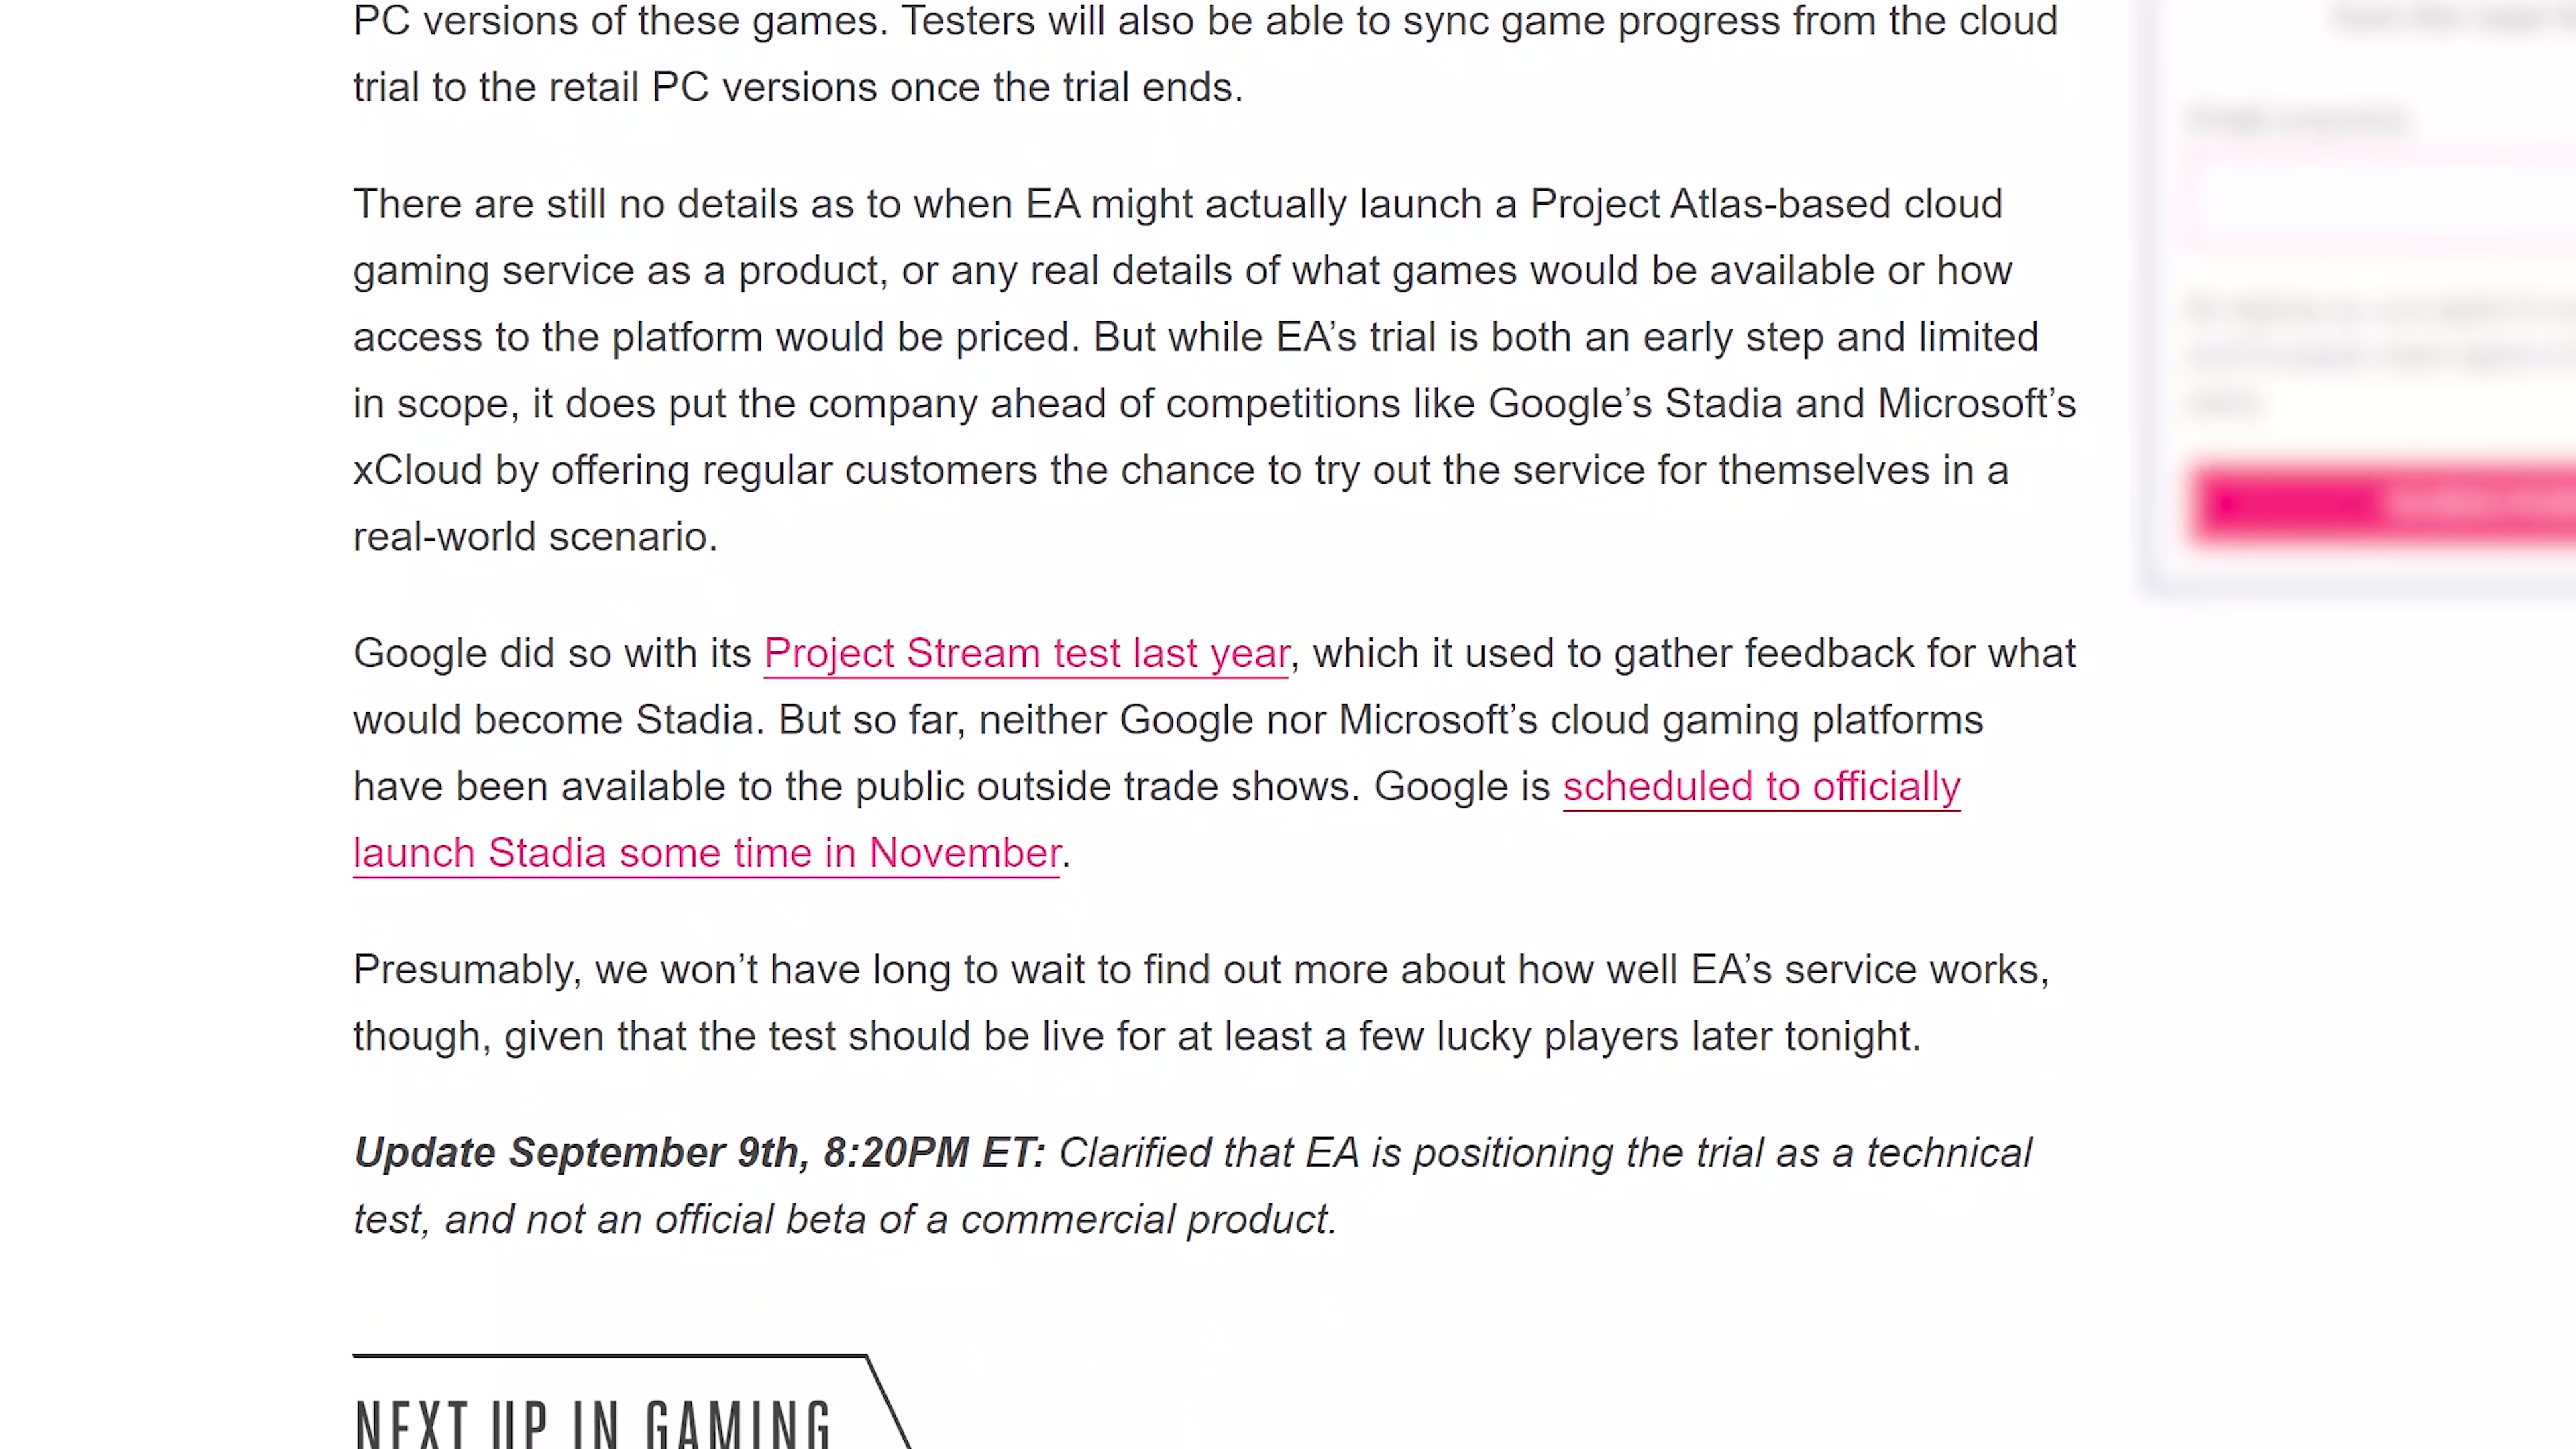 PC versions of these games. Testers will also be able to sync game progress from the cloud
trial to the retail PC versions once the trial ends.
There are still no details as to when EA might actually launch a Project Atlas-based cloud
gaming service as a product, or any real details of what games would be available or how
access to the platform would be priced. But while EA’s trial is both an early step and limited
in scope, it does put the company ahead of competitions like Google’s Stadia and Microsoft’s
xCloud by offering regular customers the chance to try out the service for themselves in a
real-world scenario.
Google did so with its Project Stream test last year, which it used to gather feedback for what
would become Stadia. But so far, neither Google nor Microsoft’s cloud gaming platforms
have been available to the public outside trade shows. Google is scheduled to officially
launch Stadia some time in November.
Presumably, we won’t have long to wait to find out more about how well EA’s service works,
though, given that the test should be live for at least a few lucky players later tonight.
Update September 9th, 8:20PM ET: Clarified that EA is positioning the trial as a technical
test, and not an official beta of a commercial product.
NEXT UP IN GAMING